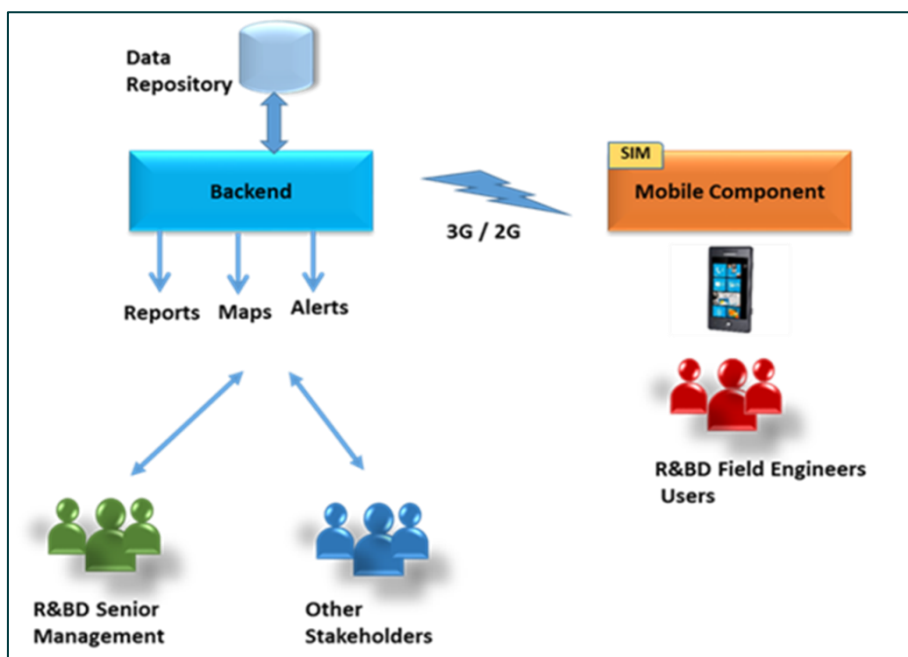 Data
Repository
Backend
SIM
Mobile Component
3G / 2G
Reports Maps Alerts
R&BD Field Engineers
Users
R&BD Senior
Management
Other
Stakeholders